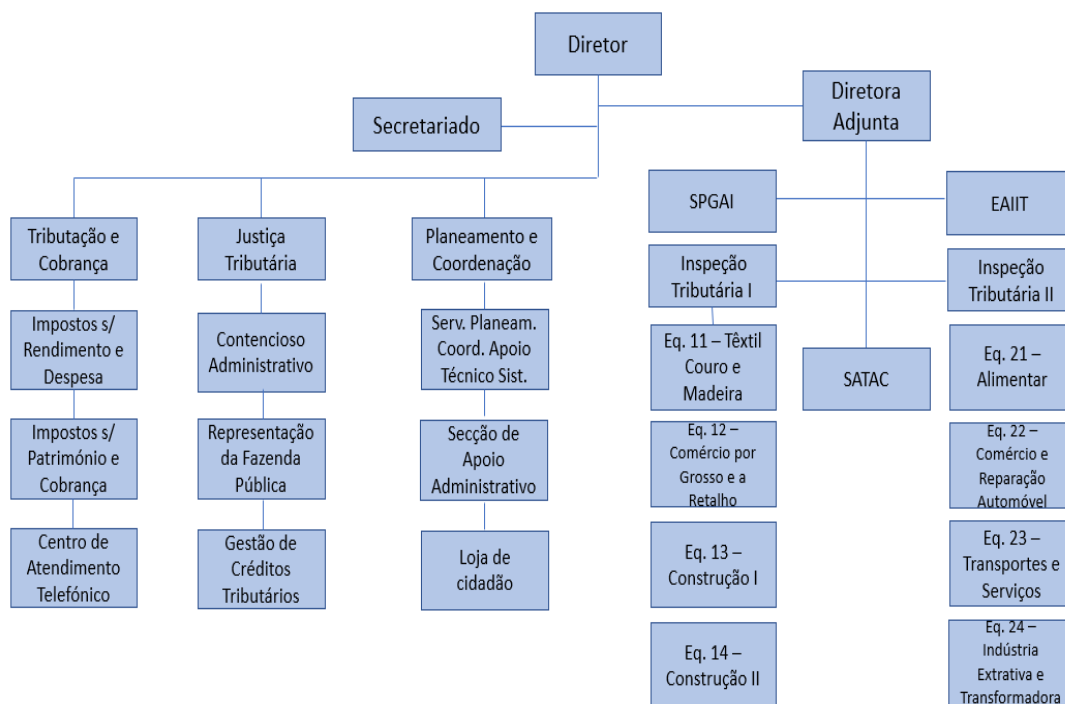 Diretor
Diretora
Adjunta
Secretariado
SPGAI
EAIIT
Tributação e
Cobrança
Justiça
Tributária
Planeamento e
Coordenação
Inspeção
Tributária I
Inspeção
Tributária II
Impostos s/
Rendimento e
Despesa
Contencioso
Administrativo
Serv. Planeam.
Coord. Apoio
Técnico Sist.
Eq. 11 – Têxtil
Couro e
Madeira
SATAC
Eq. 21 –
Alimentar
Impostos s/
Património e
Cobrança
Representação
da Fazenda
Pública
Secção de
Apoio
Administrativo
Eq. 12 –
Comércio por
Grosso e a
Retalho
Eq. 22 –
Comércio e
Reparação
Automóvel
Centro de
Atendimento
Telefónico
Gestão de
Créditos
Tributários
Loja de
cidadão
Eq. 13 –
Construção I
Eq. 23 –
Transportes e
Serviços
Eq. 14 –
Construção II
Eq. 24 –
Indústria
Extrativa e
Transformadora